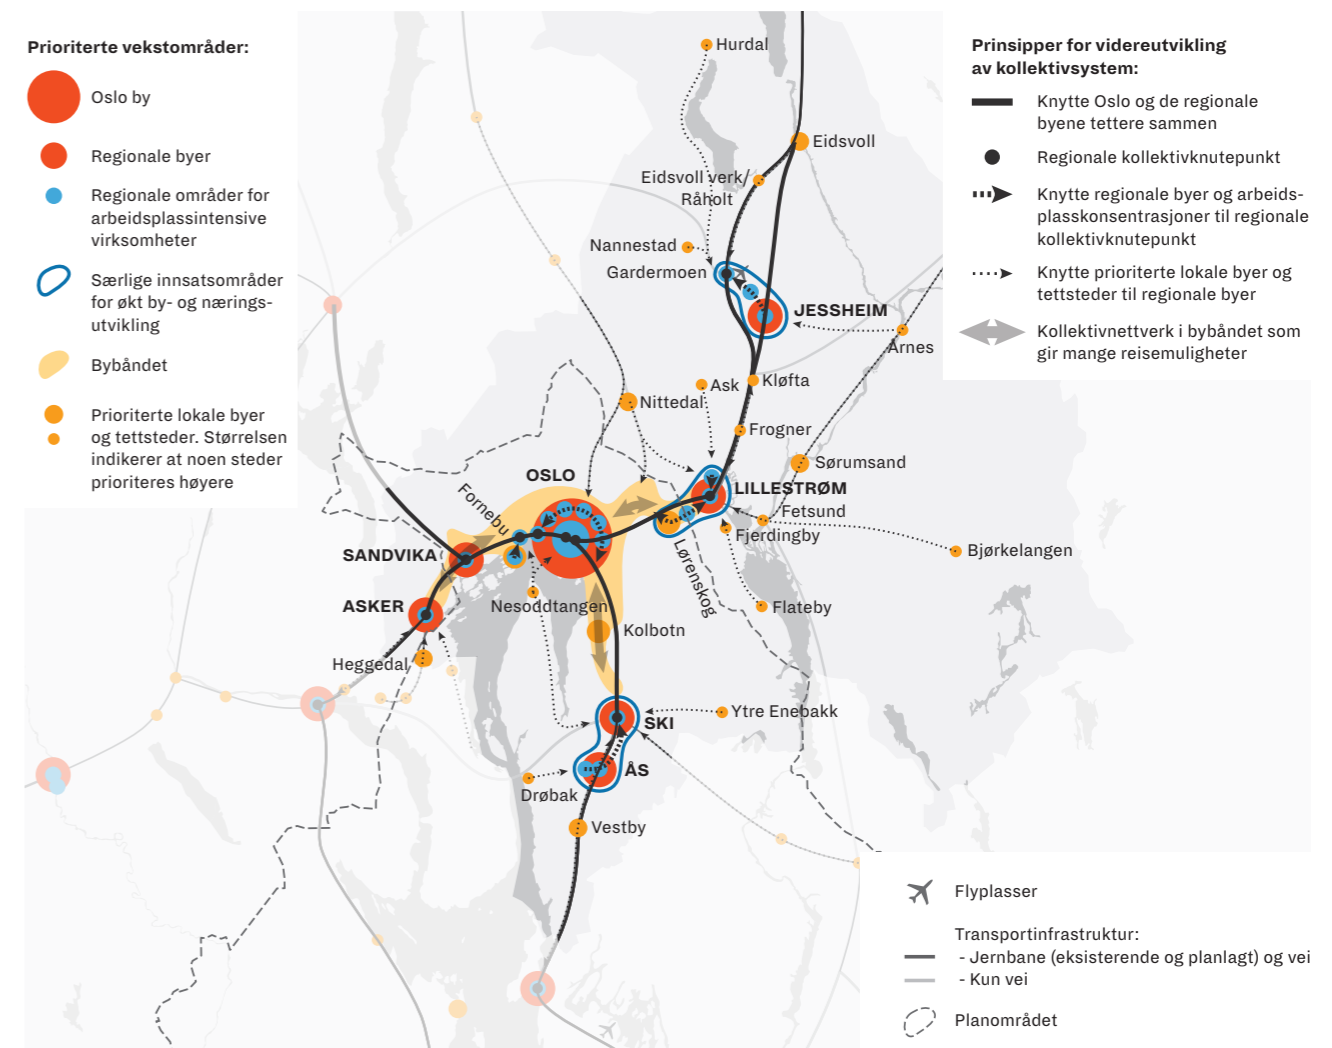 Prioriterte vekstområder:
Oslo by
Regionale byer
Regionale områder for
arbeidsplassintensive
virksomheter
Særlige innsatsområder
for økt by- og nærings-
utvikling
Bybåndet
Prioriterte lokale byer
og tettsteder. Størrelsen
indikerer at noen steder
prioriteres høyere
Prinsipper for videreutvikling
av kollektivsystem:
Knytte Oslo og de regionale
byene tettere sammen
Regionale kollektivknutepunkt
Knytte regionale byer og arbeids-
plasskonsentrasjoner til regionale
kollektivknutepunkt
Knytte prioriterte lokale byer og
tettsteder til regionale byer
Kollektivnettverk i bybåndet som
gir mange reisemuligheter
Hurdal
Eidsvoll
Eidsvoll verk/
Råholt
Nannestad
Gardermoen
JESSHEIM
Årnes
Ask
Kløfta
Nittedal
Frogner
Sørumsand
OSLO
LILLESTRØM
Fornebu
Fetsund
Fjerdingby
SANDVIKA
Lørenskog
Bjørkelangen
ASKER
Nesoddtangen
Flateby
Kolbotn
Heggedal
Ytre Enebakk
SKI
ÅS
Drøbak
Vestby
Flyplasser
Transportinfrastruktur:
- Jernbane (eksisterende og planlagt) og vei
- Kun vei
Planområdet